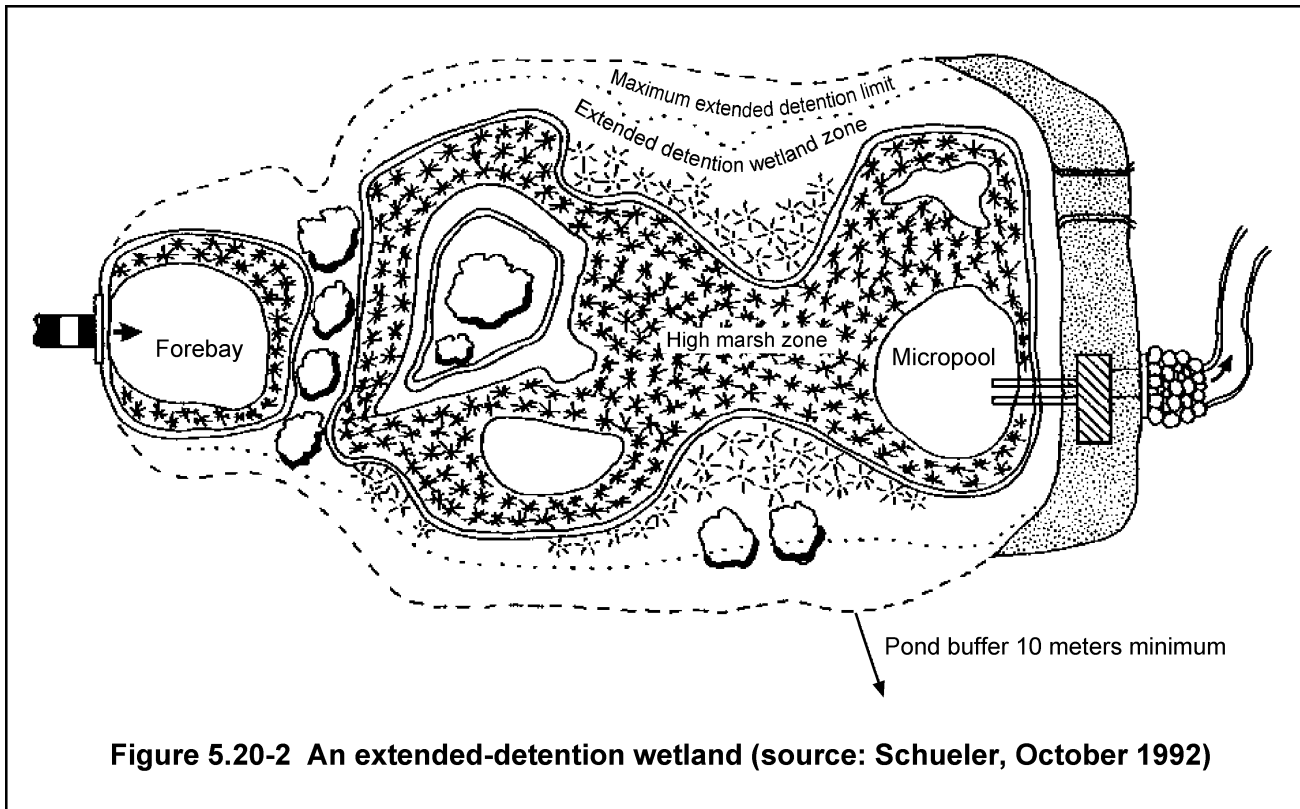 Maximum extended detention limit
Extended detention wetland zone
Forebay
High marsh zone
Micropool
Pond buffer 10 meters minimum
Figure 5.20-2 An extended-detention wetland (source: Schueler, October 1992)